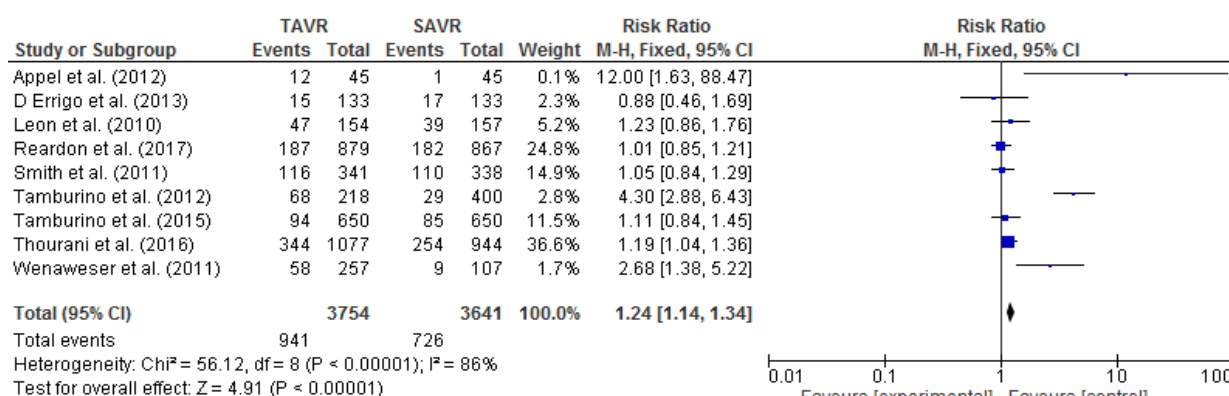 TAVR SAVR Risk Ratio Risk Ratio
Study or Subgroup Events Total Events Total Weight M-H, Fixed, 95% CI M-H, Fixed, 95% CI
Appel et al. (2012) 12 45 1 45 0.1% 12.00 [1.63, 88.47]
D Errigo et al. (2013) 15 133 17 133 2.3% 0.88 [0.46, 1.69]
Leon et al. (2010) 47 154 39 157 5.2% 1.23 [0.86, 1.76]
Reardon et al. (2017) 187 879 182 867 24.8% 1.01 [0.85, 1.21]
Smith et al. (2011) 116 341 110 338 14.9% 1.05 [0.84, 1.29]
Tamburino et al. (2012) 68 218 29 400 2.8% 4.30 [2.88, 6.43]
Tamburino et al. (2015) 94 650 85 650 11.5% 1.11 [0.84, 1.45]
Thourani et al. (2016) 344 1077 254 944 36.6% 1.19 [1.04, 1.36]
Wenaweser et al. (2011) 58 257 9 107 1.7% 2.68 [1.38, 5.22]
Total (95% CI) 3754 3641 100.0% 1.24 [1.14, 1.34]
Total events 941 726
Heterogeneity: Chi² = 56.12, df = 8 (P < 0.00001); I² = 86%
Test for overall effect: Z = 4.91 (P < 0.00001)
0.01 0.1 1 10 100
Favours [experimental] Favours [control]